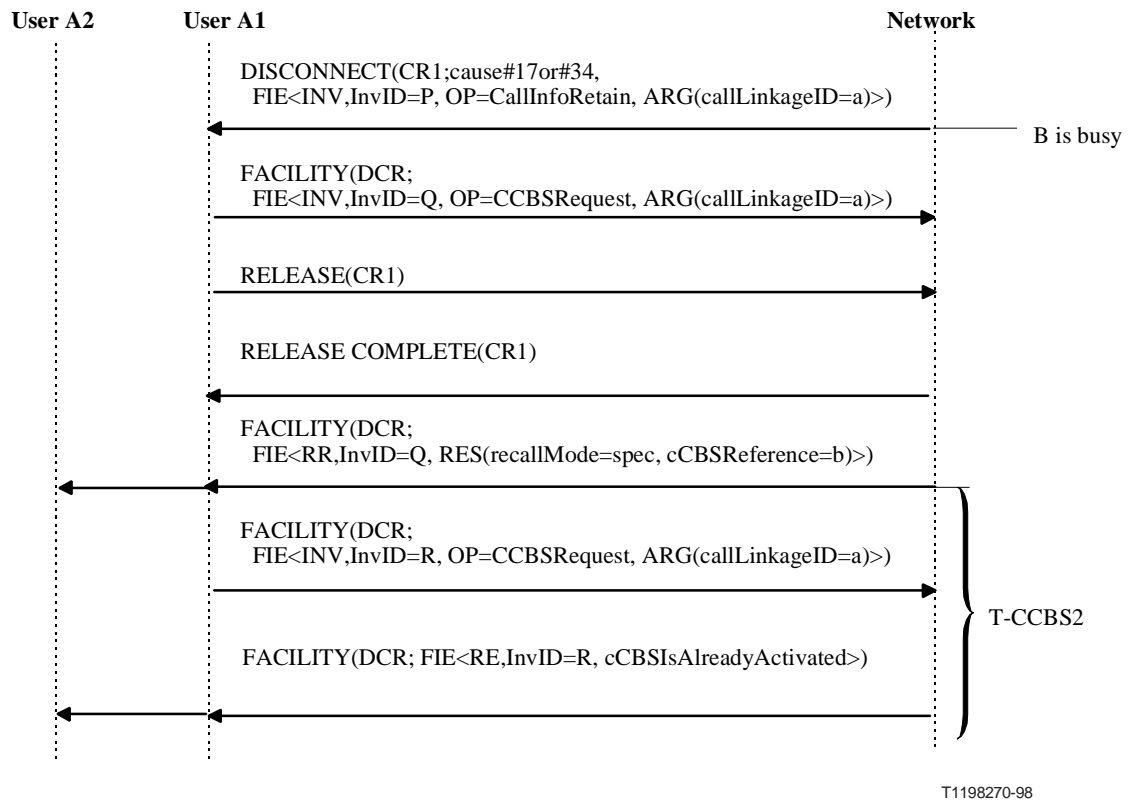 User A2
User A1
Network
DISCONNECT(CR1;cause#17or#34,
FIE<INV,InvID=P, OP=CallInfoRetain, ARG(callLinkageID=a)>)
B is busy
FACILITY(DCR;
FIE<INV,InvID=Q, OP=CCBSRequest, ARG(callLinkageID=a)>)
RELEASE(CR1)
RELEASE COMPLETE(CR1)
FACILITY(DCR;
FIE<RR,InvID=Q, RES(recallMode=spec, cCBSReference=b)>)
FACILITY(DCR;
FIE<INV,InvID=R, OP=CCBSRequest, ARG(callLinkageID=a)>)
T-CCBS2
FACILITY(DCR; FIE<RE,InvID=R, cCBSIsAlreadyActivated>)
T1198270-98